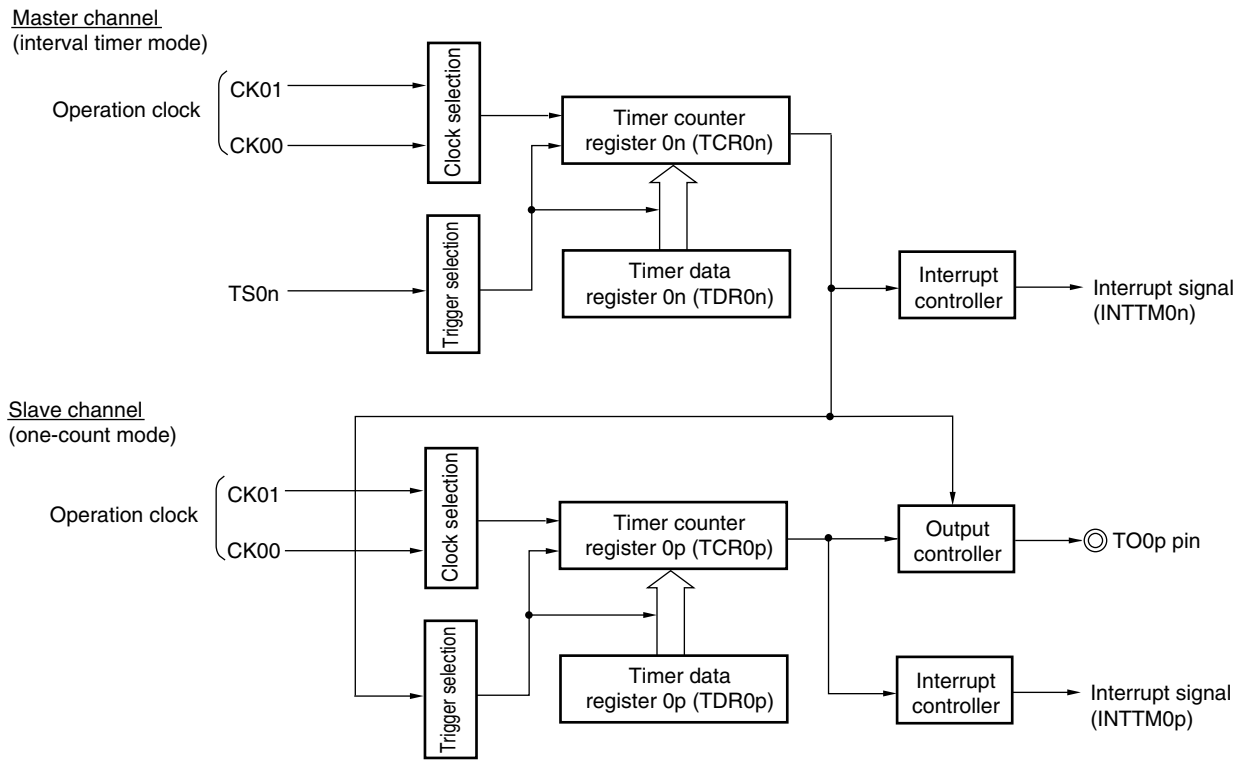 Master channel
(interval timer mode)
Operation clock
CK01
CK00
Clock selection
Timer counter
register 0n (TCR0n)
TS0n
Trigger selection
Timer data
register 0n (TDR0n)
Interrupt
controller
Interrupt signal
(INTTM0n)
Slave channel
(one-count mode)
Operation clock
CK01
CK00
Clock selection
Timer counter
register 0p (TCR0p)
Output
controller
TO0p pin
Trigger selection
Timer data
register 0p (TDR0p)
Interrupt
controller
Interrupt signal
(INTTM0p)